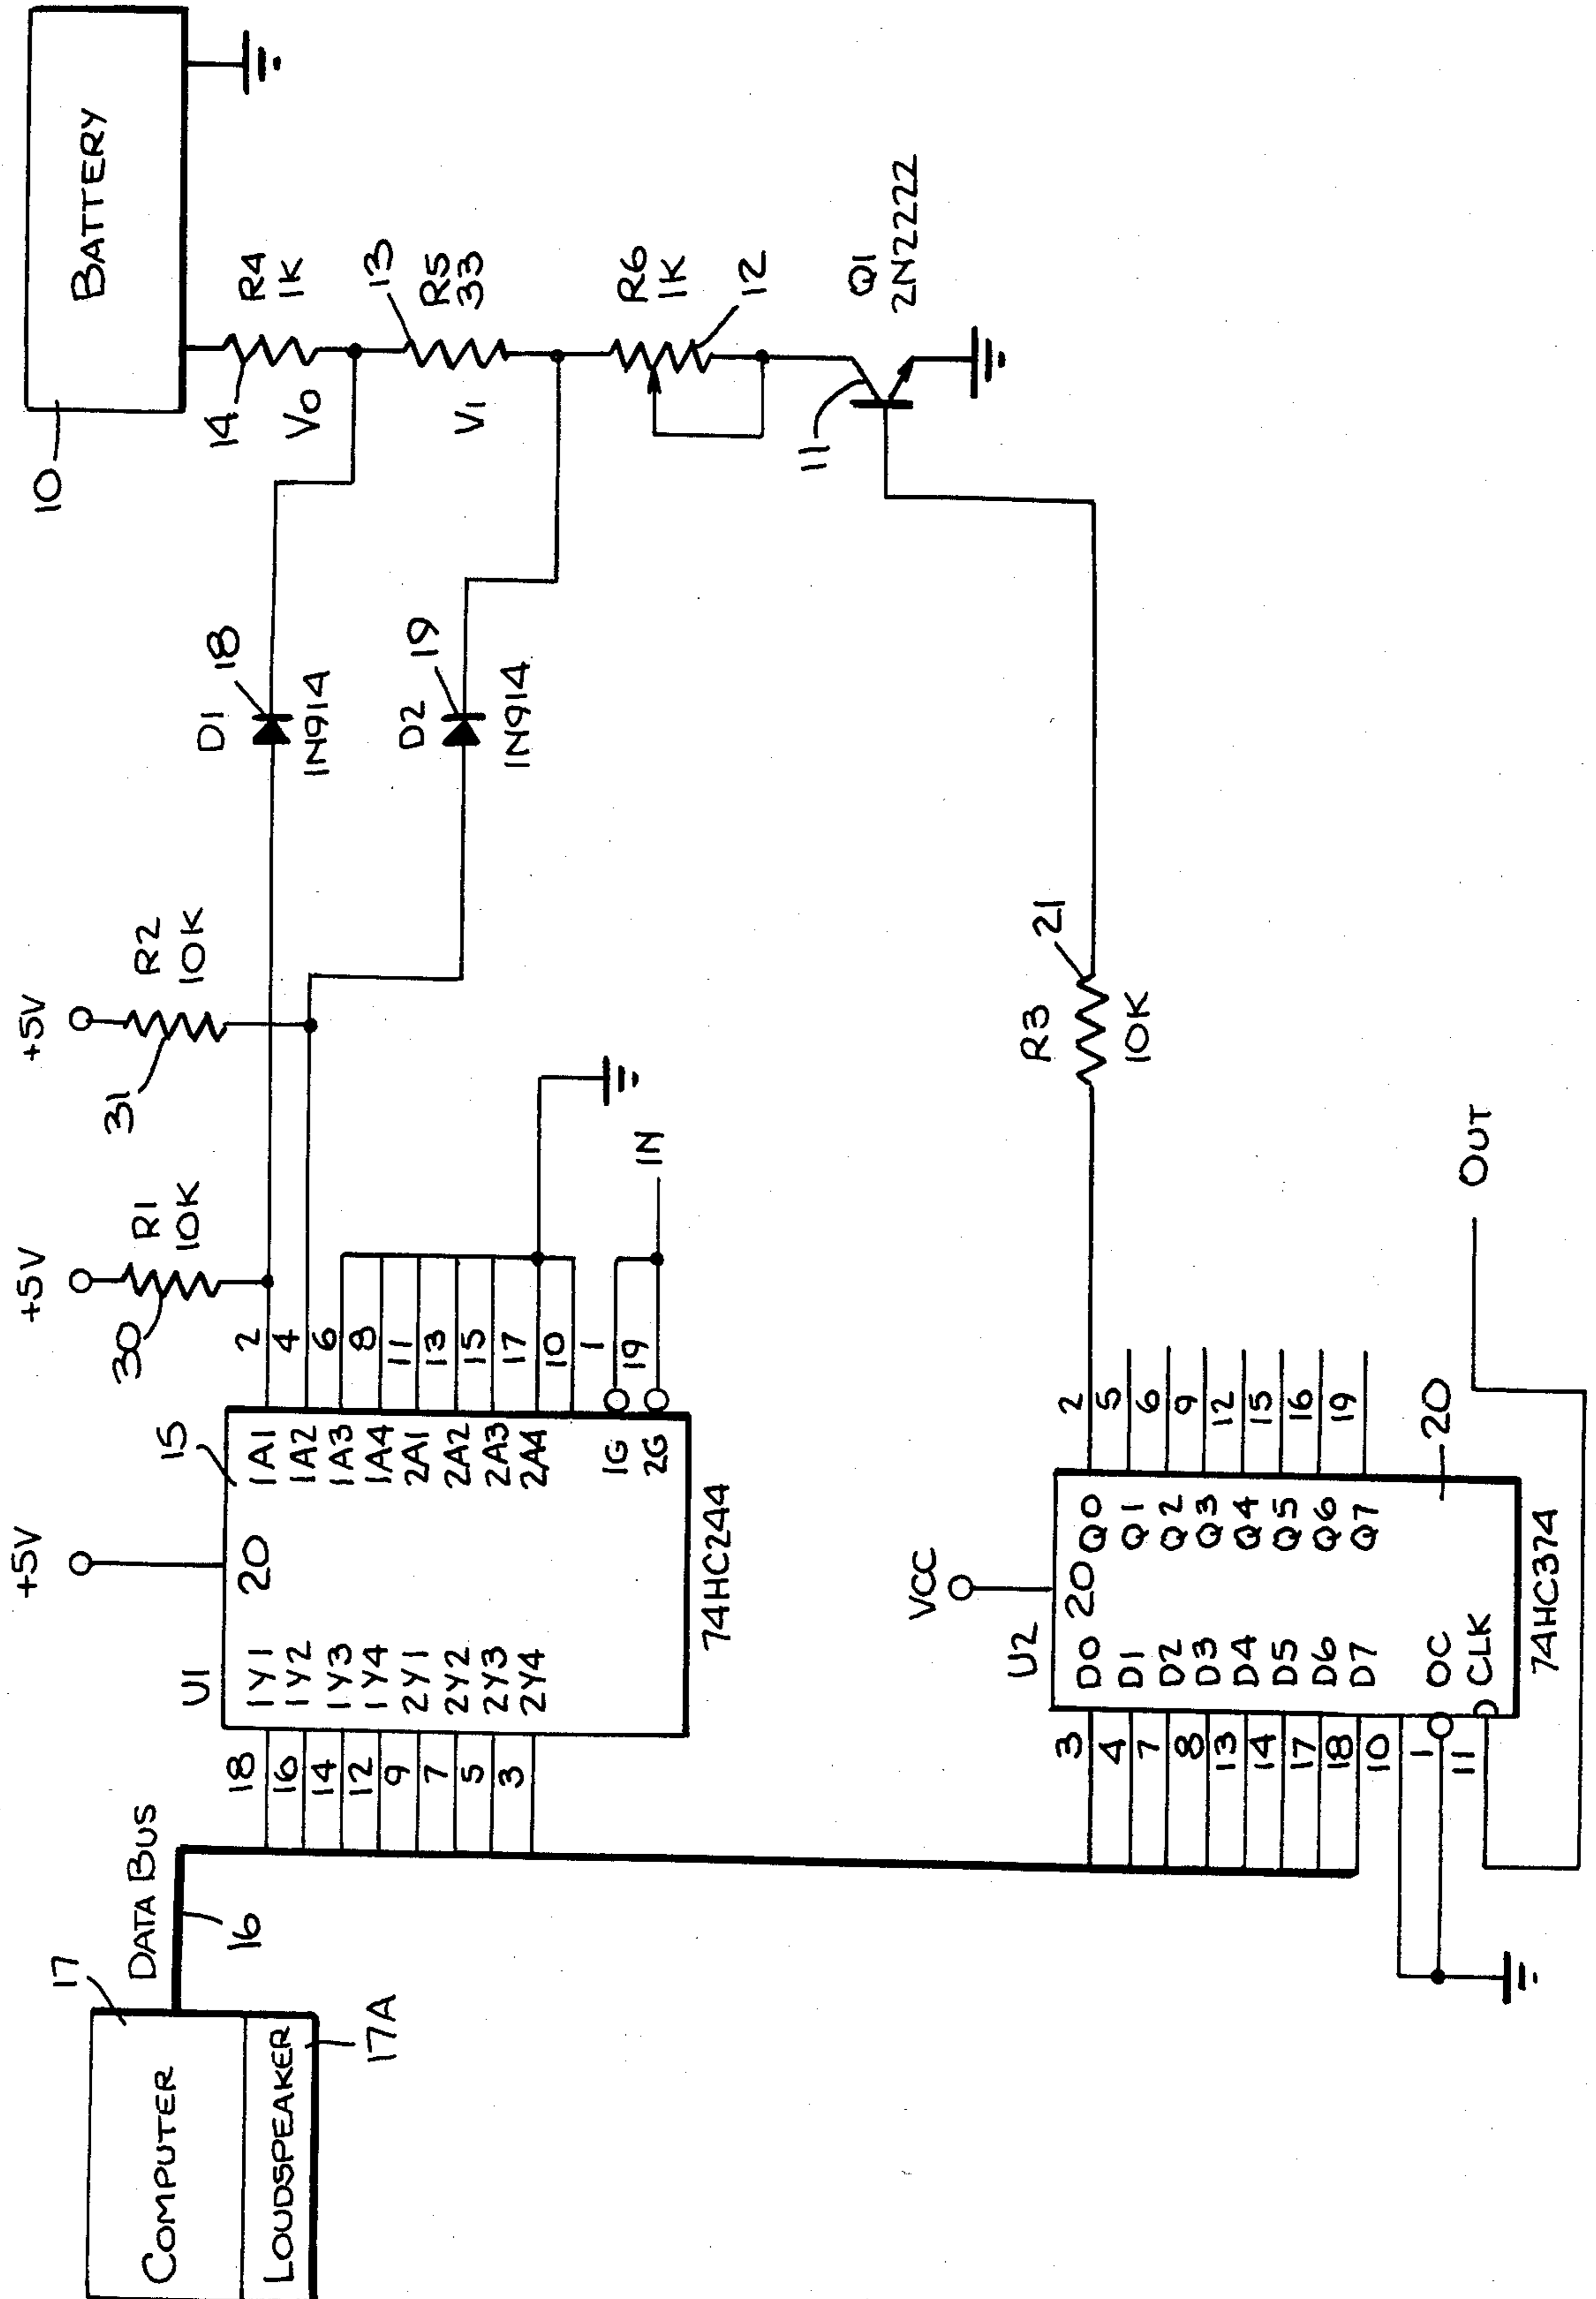 BATTERY
10
R4
1K
14
VO
13
R5
33
V1
R6
1K
12
Q1
2N2222
11
D1
18
1N914
D2
19
1N914
+5V
R2
10K
31
+5V
R1
10K
30
IN
2
4
6
8
11
13
15
17
10
1
19
+5V
15
20
1A1
1A2
1A3
1A4
2A1
2A2
2A3
2A4
1G
2G
U1
1Y1
1Y2
1Y3
1Y4
2Y1
2Y2
2Y3
2Y4
74HC244
18
16
14
12
9
7
5
3
R3
10K
21
OUT
2
5
6
9
12
15
16
19
20
VCC
U2
20
Q0
Q1
Q2
Q3
Q4
Q5
Q6
Q7
D0
D1
D2
D3
D4
D5
D6
D7
OC
CLK
74HC374
3
4
7
8
13
14
17
18
10
1
11
DATA BUS
16
17
COMPUTER
LOUDSPEAKER
17A